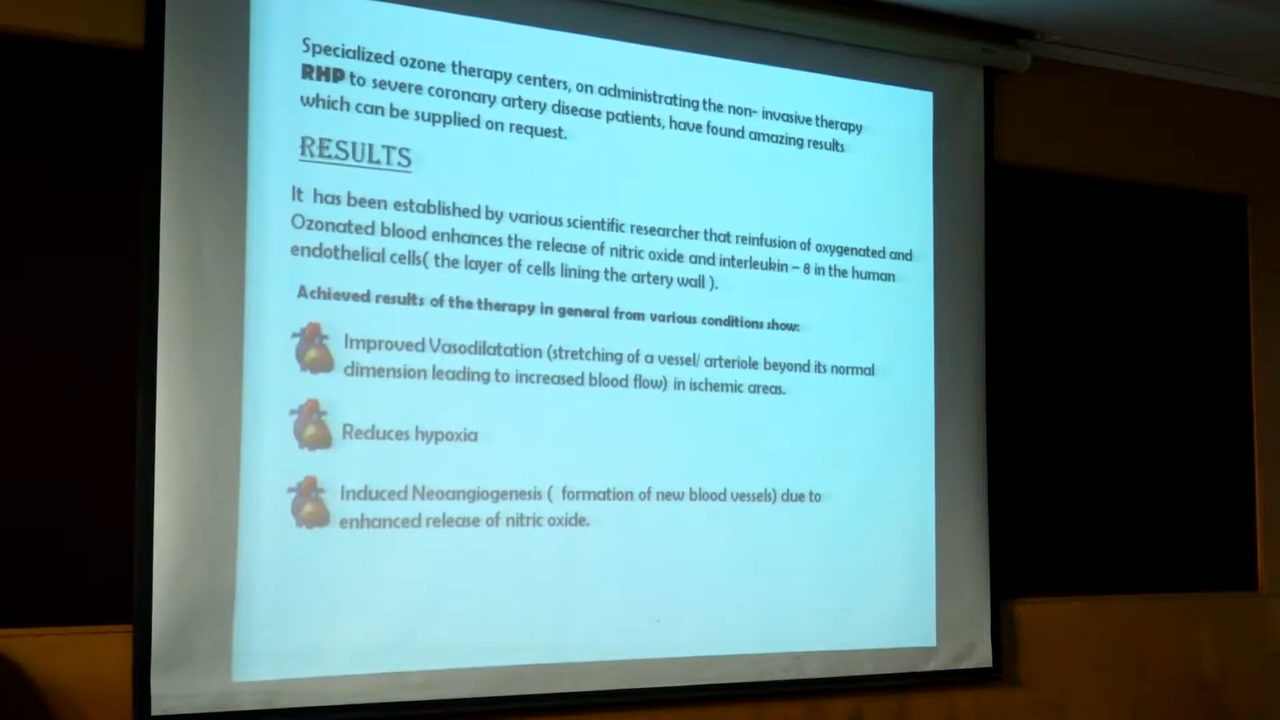 Specialized ozone therapy centers, on administrating the non- invasive therapy
RHP to severe coronary artery disease patients, have found amazing results
which can be supplied on request.
RESULTS
It has been established by various scientific researcher that reinfusion of oxygenated and
Ozonated blood enhances the release of nitric oxide and interleukin – 8 in the human
endothelial cells( the layer of cells lining the artery wall ).
Achieved results of the therapy in general from various conditions show:
Improved Vasodilatation (stretching of a vessel/ arteriole beyond its normal
dimension leading to increased blood flow) in ischemic areas.
Reduces hypoxia
Induced Neoangiogenesis ( formation of new blood vessels) due to
enhanced release of nitric oxide.